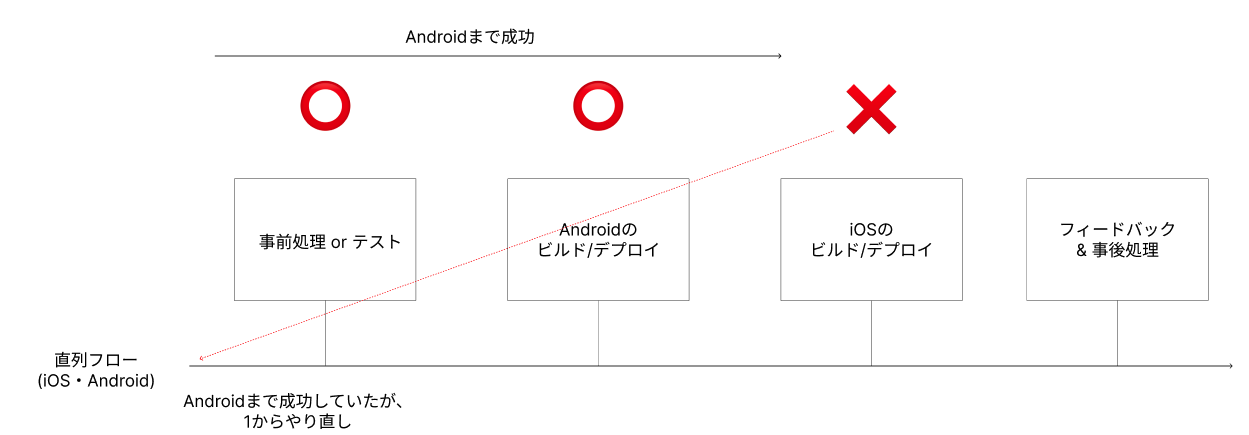 Androidまで成功
事前処理 or テスト
Androidの
ビルド/デプロイ
iOSの
ビルド/デプロイ
フィードバック
& 事後処理
直列フロー
(iOS・Android)
Androidまで成功していたが、
1からやり直し